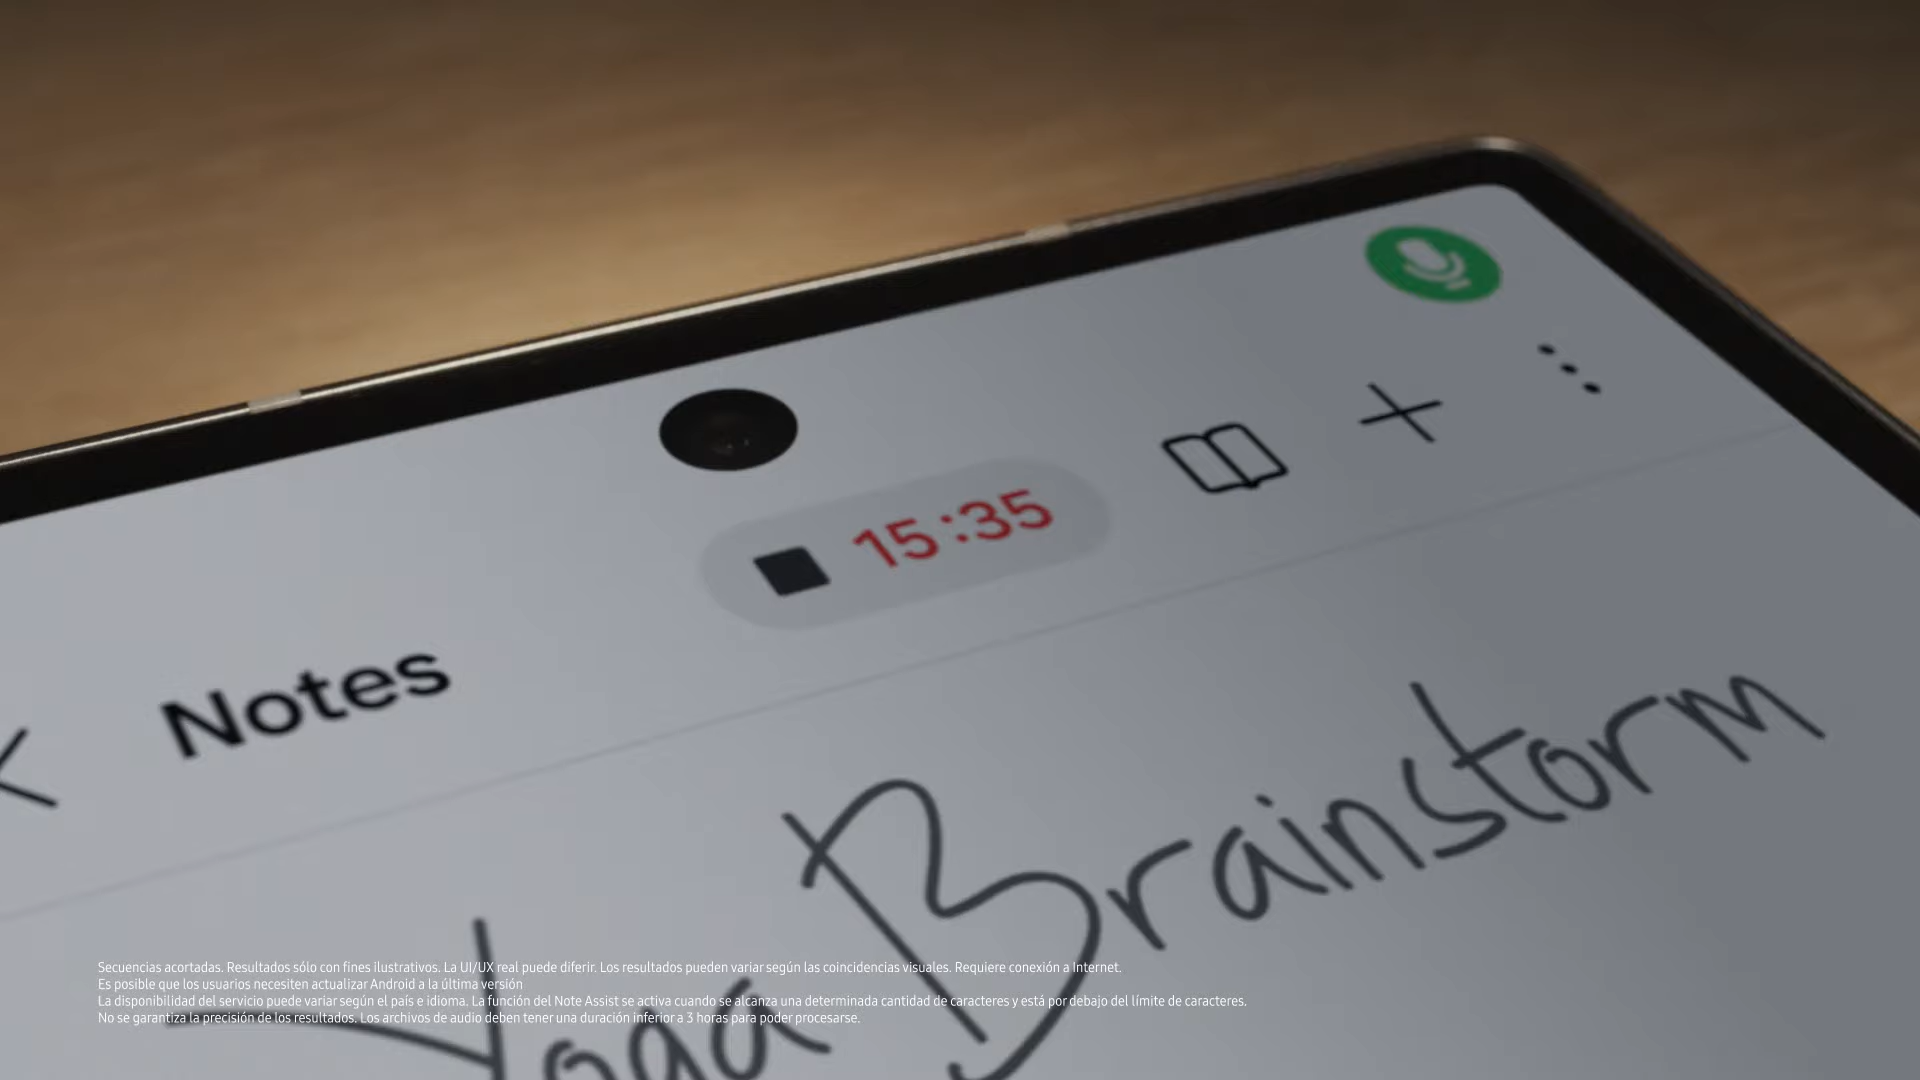 15:35
Notes
Yoga Brainstorm
Secuencias acortadas. Resultados sólo con fines ilustrativos. La UI/UX real puede diferir. Los resultados pueden variar según las coincidencias visuales. Requiere conexión a Internet.
Es posible que los usuarios necesiten actualizar Android a la última versión
La disponibilidad del servicio puede variar según el país e idioma. La función del Note Assist se activa cuando se alcanza una determinada cantidad de caracteres y está por debajo del límite de caracteres.
No se garantiza la precisión de los resultados. Los archivos de audio deben tener una duración inferior a 3 horas para poder procesarse.